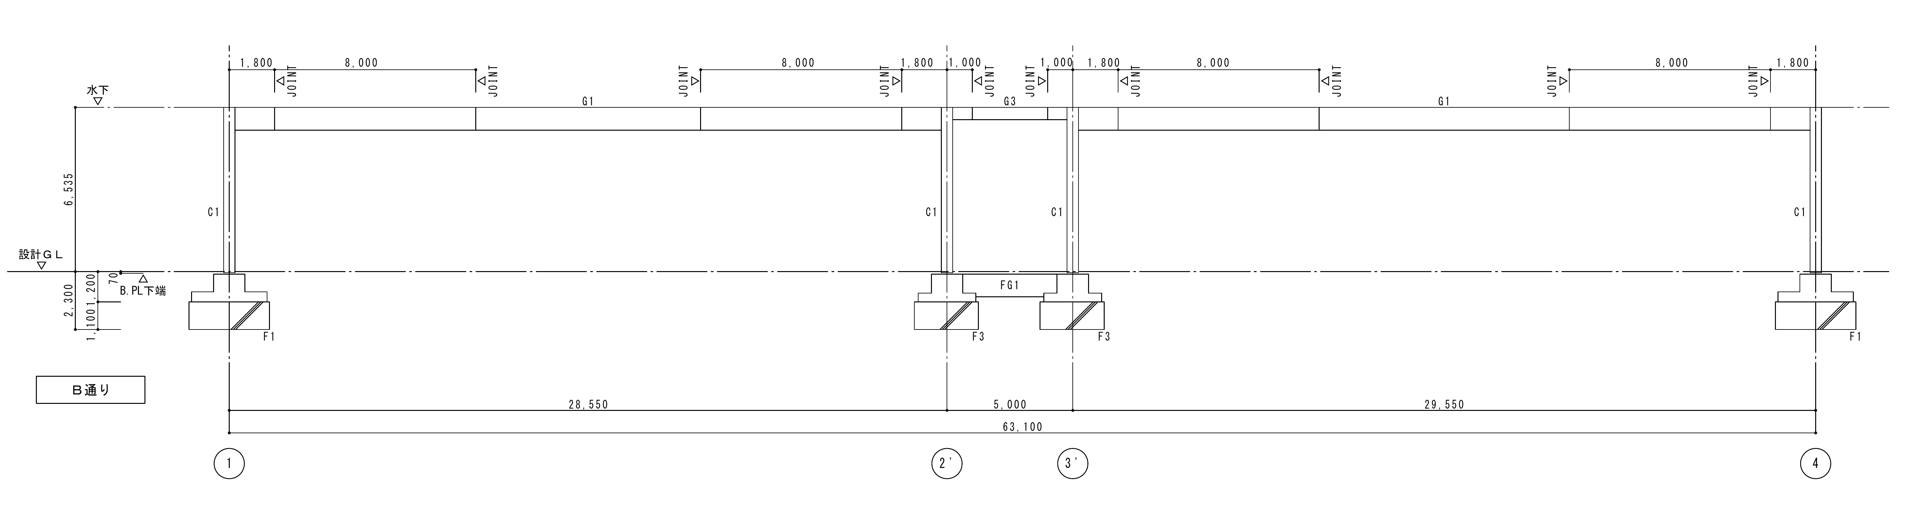 1,800 8,000 8,000 1,800 1,000 1,000 1,800 8,000 8,000 1,800
JOINT JOINT JOINT JOINT JOINT JOINT JOINT JOINT JOINT JOINT
水下
G1 G3 G1
6,535
C1 C1 C1 C1
設計GL
70
B.PL下端
2,300
1,200
1,100
FG1
F1 F3 F3 F1
B通り
28,550 5,000 29,550
63,100
1 2' 3' 4